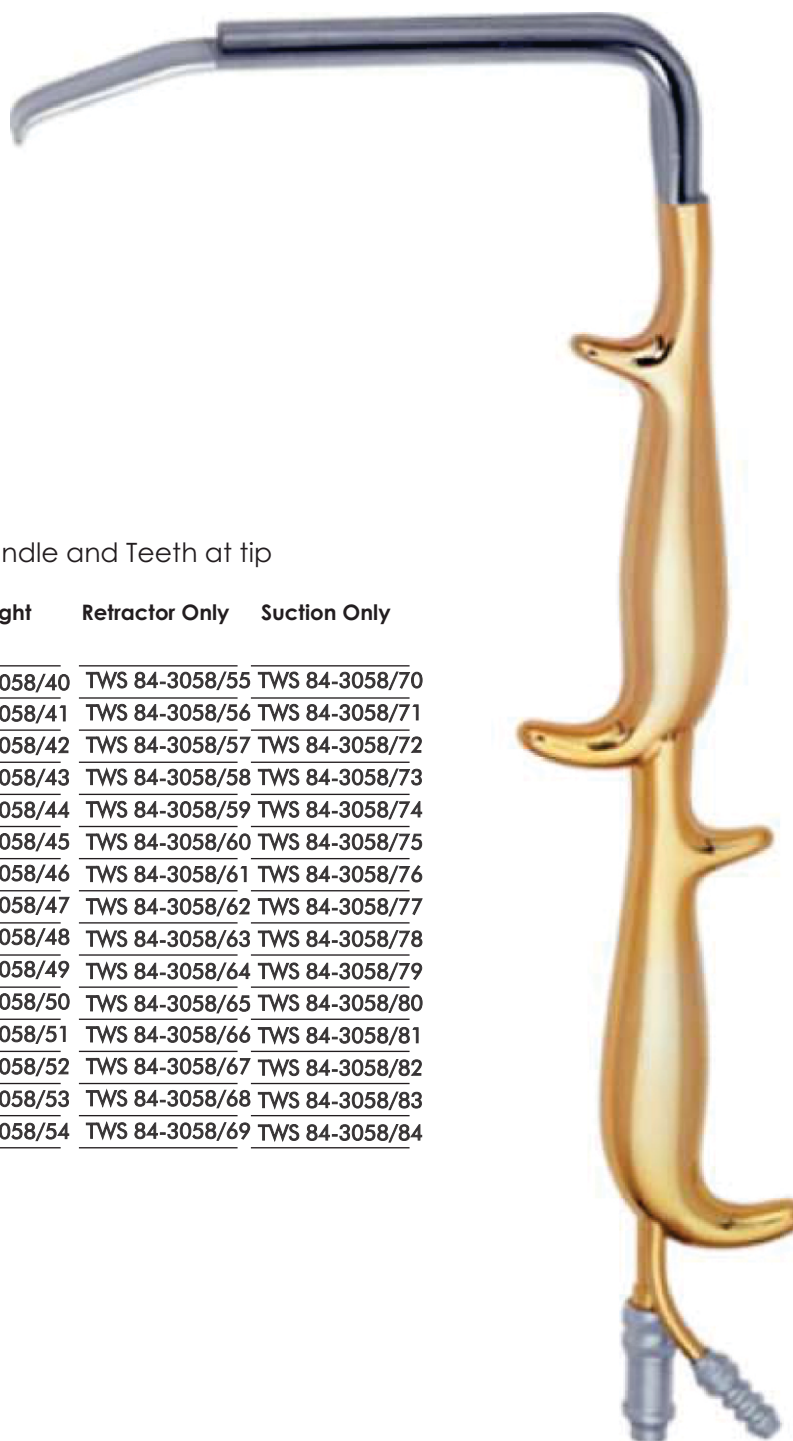 ndle and Teeth at tip
ght Retractor Only Suction Only
058/40 TWS 84-3058/55 TWS 84-3058/70
058/41 TWS 84-3058/56 TWS 84-3058/71
058/42 TWS 84-3058/57 TWS 84-3058/72
058/43 TWS 84-3058/58 TWS 84-3058/73
058/44 TWS 84-3058/59 TWS 84-3058/74
058/45 TWS 84-3058/60 TWS 84-3058/75
058/46 TWS 84-3058/61 TWS 84-3058/76
058/47 TWS 84-3058/62 TWS 84-3058/77
058/48 TWS 84-3058/63 TWS 84-3058/78
058/49 TWS 84-3058/64 TWS 84-3058/79
058/50 TWS 84-3058/65 TWS 84-3058/80
058/51 TWS 84-3058/66 TWS 84-3058/81
058/52 TWS 84-3058/67 TWS 84-3058/82
058/53 TWS 84-3058/68 TWS 84-3058/83
058/54 TWS 84-3058/69 TWS 84-3058/84